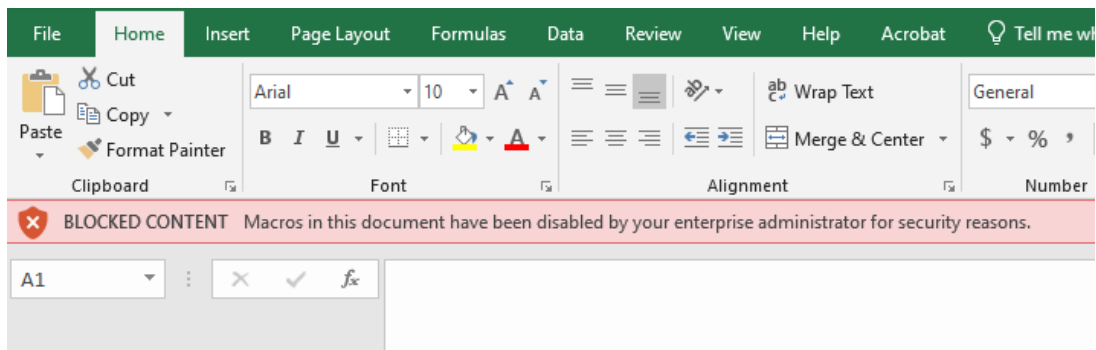 File Home Insert Page Layout Formulas Data Review View Help Acrobat Tell me
Cut
Arial 10 A A ab Wrap Text General
Copy
Paste
Format Painter B I U A Merge & Center $ % ,
Clipboard Font Alignment Number
BLOCKED CONTENT Macros in this document have been disabled by your enterprise administrator for security reasons.
A1 fx